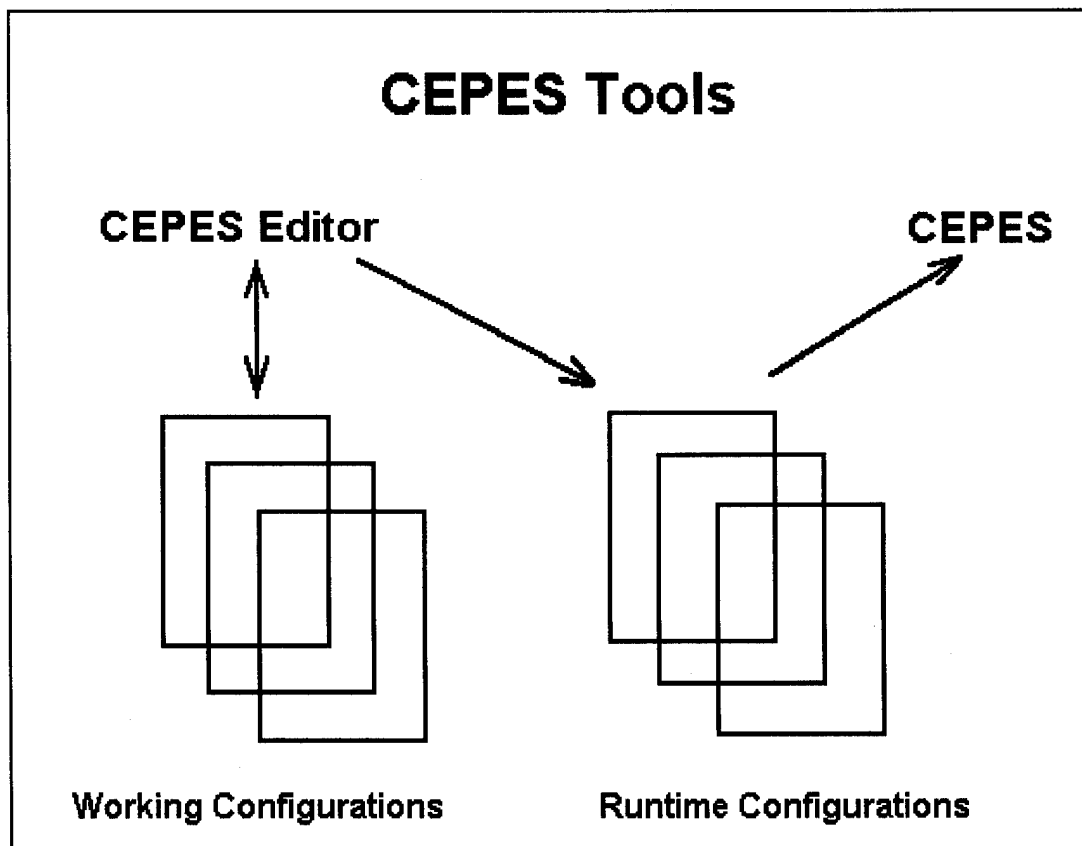 CEPES Tools
CEPES Editor
CEPES
Working Configurations
Runtime Configurations